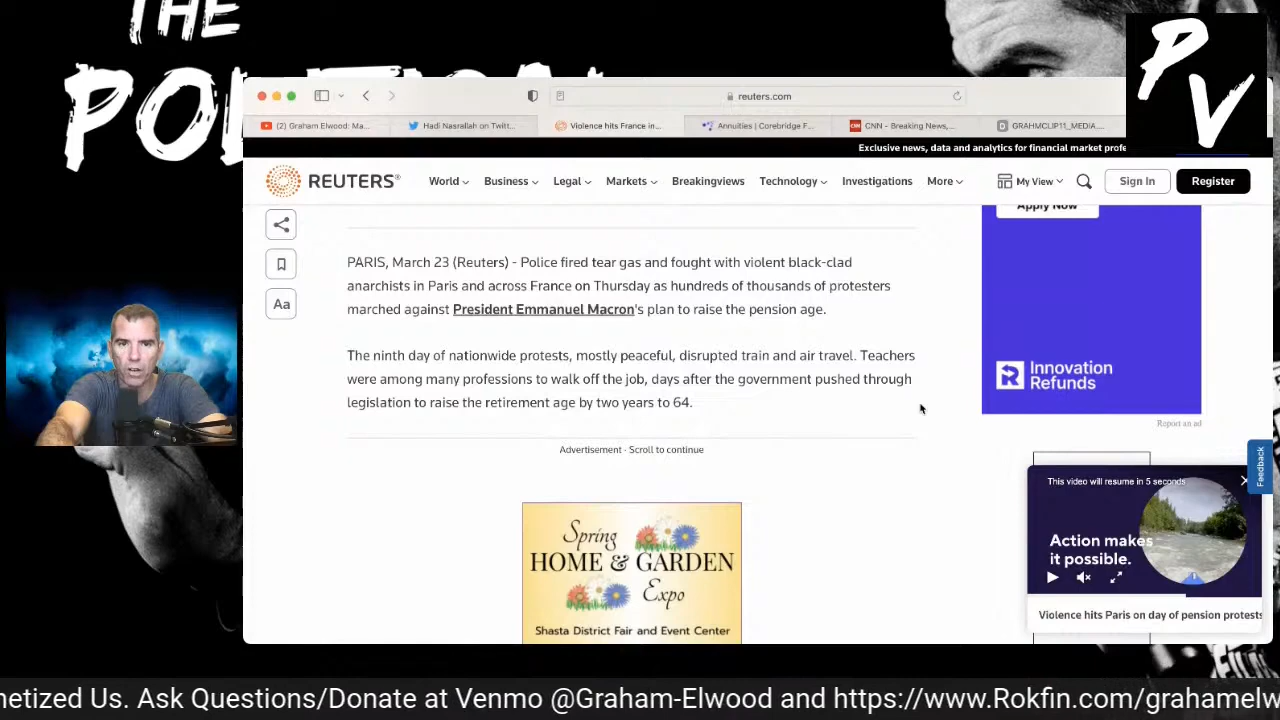 THE
PV
reuters.com
(2) Graham Elwood: Ma...
Hadi Nasrallah on Twitt...
Violence hits France in...
Annuities | Corebridge F...
CNN - Breaking News,...
GRAHMCLIP11_MEDIA...
Exclusive news, data and analytics for financial market profe
REUTERS®
World
Business
Legal
Markets
Breakingviews
Technology
Investigations
More
My View
Sign In
Register
Aa
Apply Now
PARIS, March 23 (Reuters) - Police fired tear gas and fought with violent black-clad
anarchists in Paris and across France on Thursday as hundreds of thousands of protesters
marched against President Emmanuel Macron's plan to raise the pension age.
The ninth day of nationwide protests, mostly peaceful, disrupted train and air travel. Teachers
were among many professions to walk off the job, days after the government pushed through
legislation to raise the retirement age by two years to 64.
Innovation
Refunds
Report an ad
Advertisement · Scroll to continue
Feedback
This video will resume in 5 seconds
Action makes
it possible.
Violence hits Paris on day of pension protests
Spring
HOME & GARDEN
Expo
Shasta District Fair and Event Center
netized Us. Ask Questions/Donate at Venmo @Graham-Elwood and https://www.Rokfin.com/grahamelw